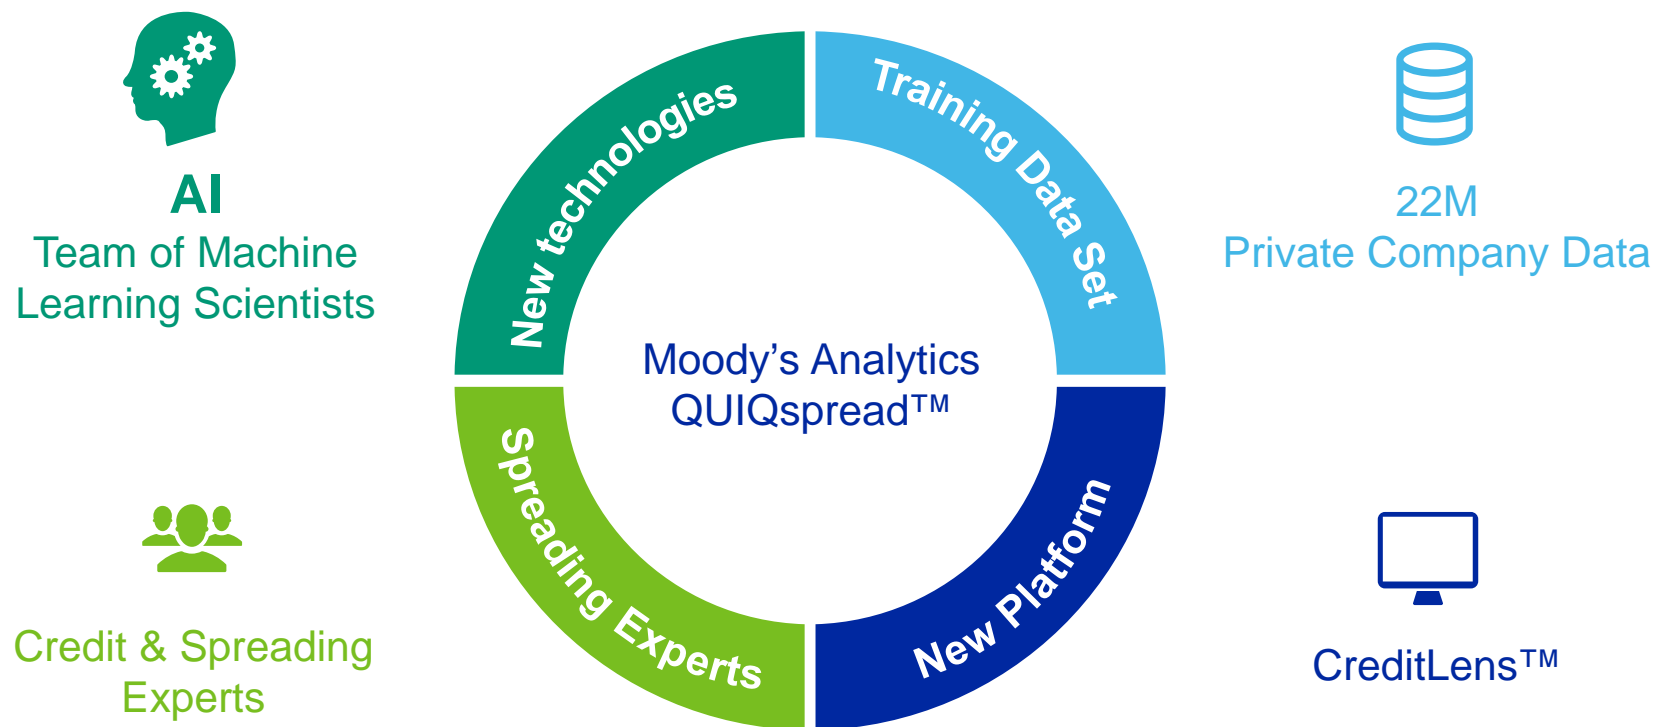 AI
Team of Machine
Learning Scientists
New technologies
Training Data Set
22M
Private Company Data
Moody’s Analytics
QUIQspread™
Credit & Spreading
Experts
Spreading Experts
New Platform
CreditLens™